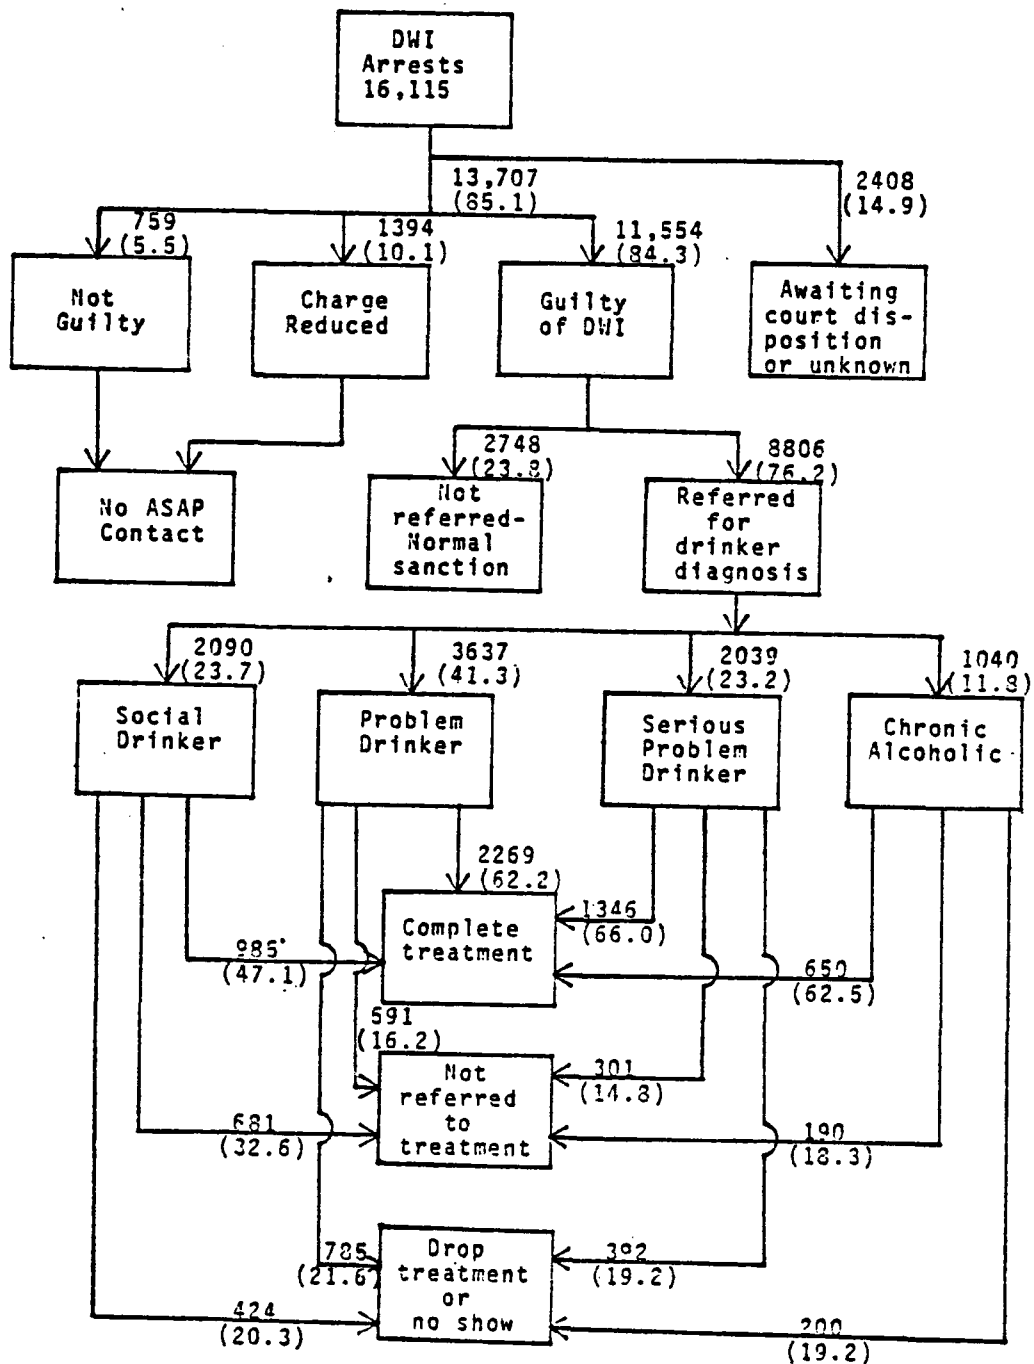 DWI
Arrests
16,115
13,707
(85.1)
2408
(14.9)
759
(5.5)
1394
(10.1)
11,554
(84.3)
Not
Guilty
Charge
Reduced
Guilty
of DWI
Awaiting
court dis-
position
or unknown
2748
(23.8)
8806
(76.2)
No ASAP
Contact
Not
referred-
Normal
sanction
Referred
for
drinker
diagnosis
2090
(23.7)
3637
(41.3)
2039
(23.2)
1040
(11.8)
Social
Drinker
Problem
Drinker
Serious
Problem
Drinker
Chronic
Alcoholic
2269
(62.2)
1346
(66.0)
Complete
treatment
985
(47.1)
650
(62.5)
591
(16.2)
Not
referred
to
treatment
301
(14.8)
681
(32.6)
190
(18.3)
785
(21.6)
Drop
treatment
or
no show
392
(19.2)
424
(20.3)
200
(19.2)